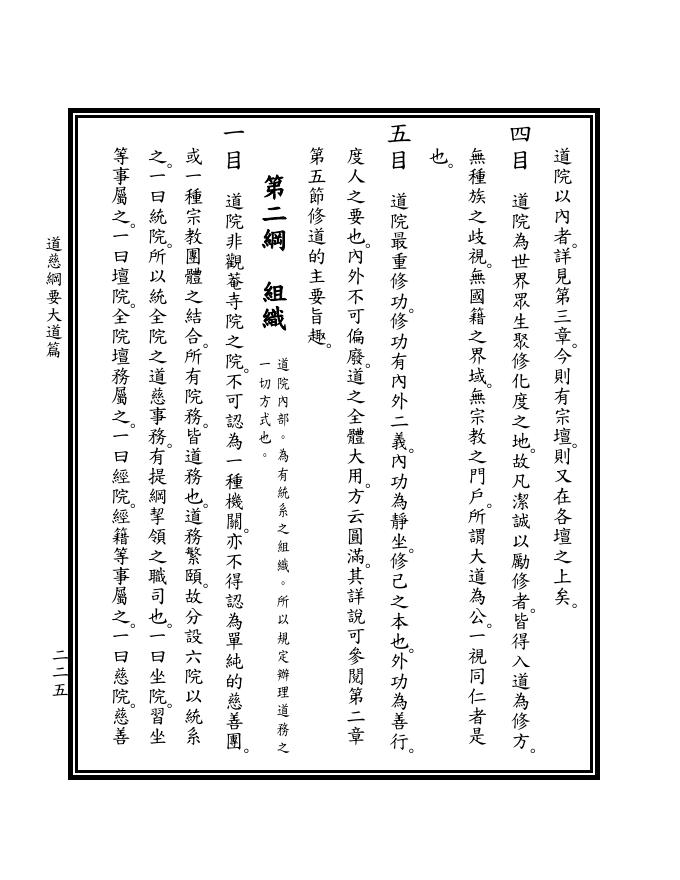 道院以內者。詳見第三章。今則有宗壇。則又在各壇之上矣。
四目　道院為世界眾生聚修化度之地。故凡潔誠以勵修者。皆得入道為修方。
無種族之歧視。無國籍之界域。無宗教之門戶。所謂大道為公。一視同仁者是
也。
五目　道院最重修功。修功有內外二義。內功為靜坐。修己之本也。外功為善行。
度人之要也。內外不可偏廢。道之全體大用。方云圓滿。其詳說可參閱第二章
第五節修道的主要旨趣。
第二綱　組織
道院內部。為有統系之組織。所以規定辦理道務之
一切方式也。
一目　道院非觀菴寺院之院。不可認為一種機關。亦不得認為單純的慈善團。
或一種宗教團體之結合。所有院務。皆道務也。道務繁頤。故分設六院以統系
之。一曰統院。所以統全院之道慈事務。有提綱挈領之職司也。一曰坐院。習坐
等事屬之。一曰壇院。全院壇務屬之。一曰經院。經籍等事屬之。一曰慈院。慈善
道慈綱要大道篇
二二五